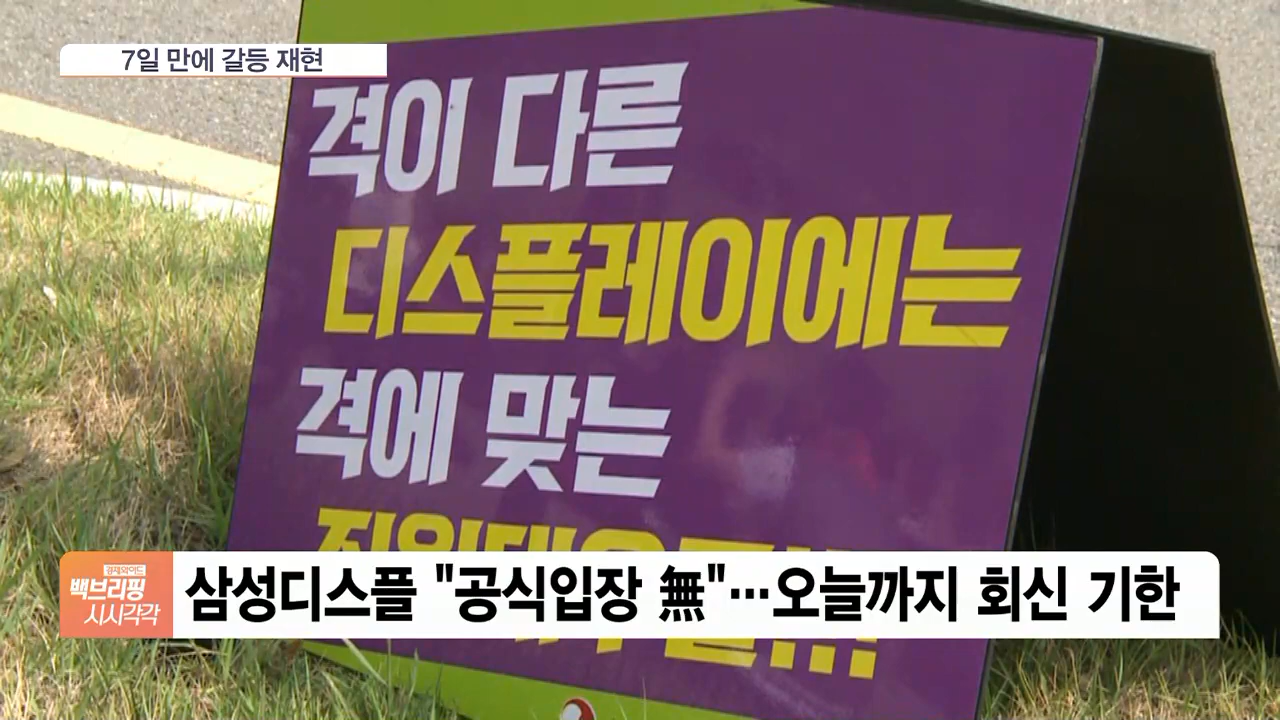 7일 만에 갈등 재현
격이 다른
디스플레이에는
격에 맞는
경제와이드
백브리핑
시시각각
삼성디스플 "공식입장 無"…오늘까지 회신 기한